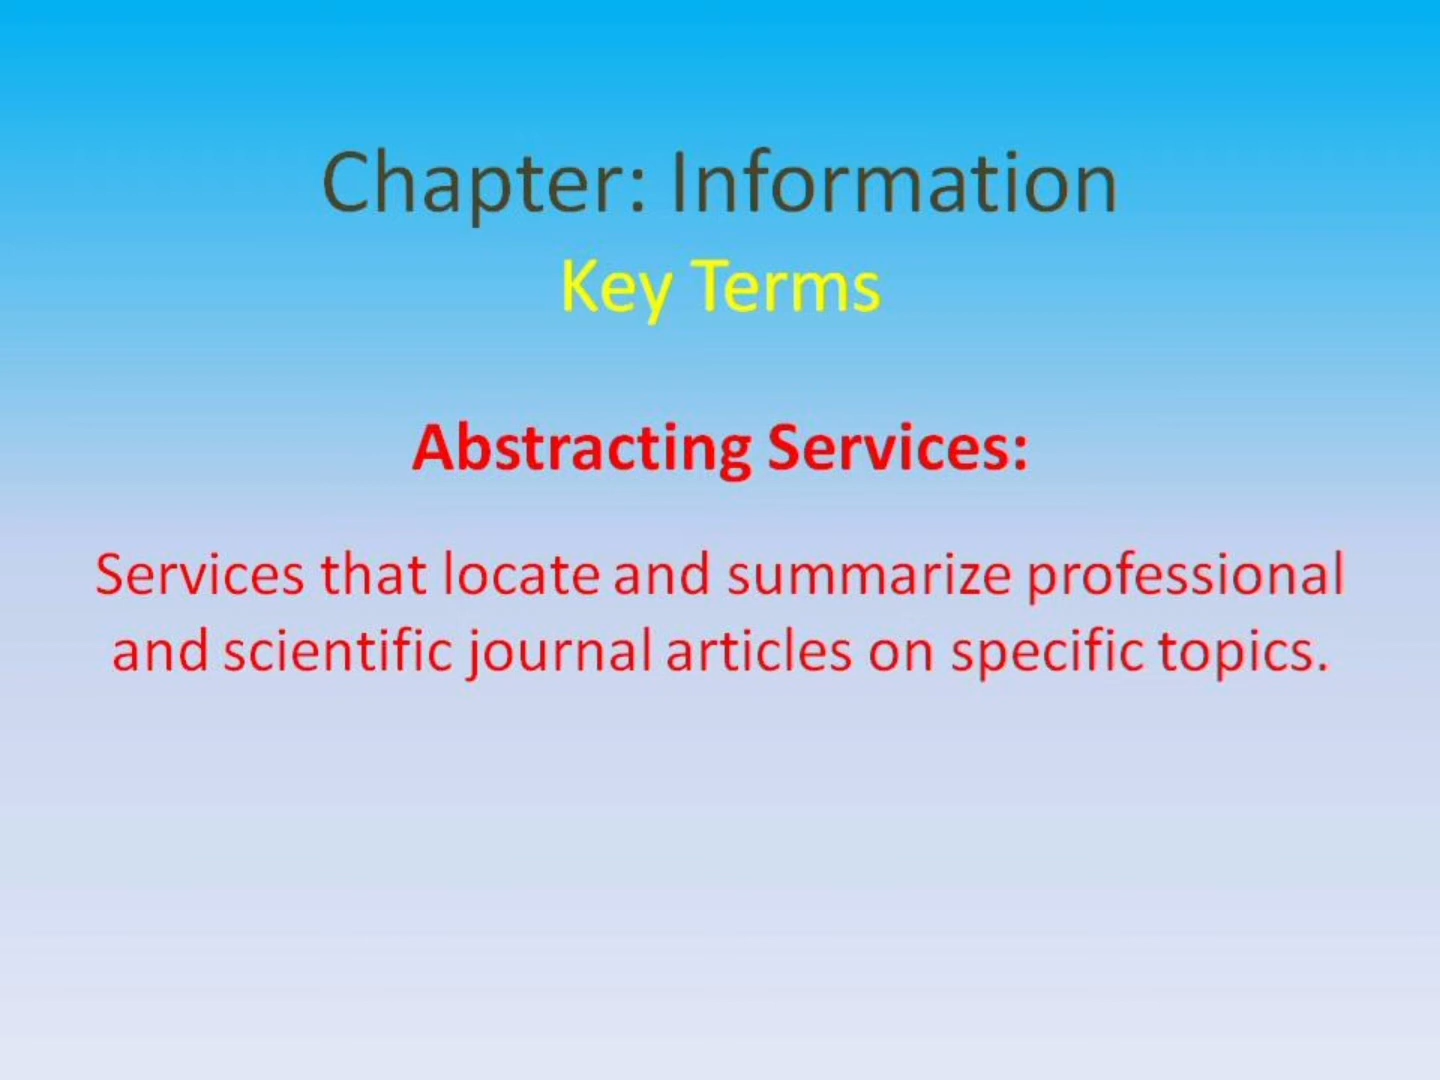 Chapter: Information
Key Terms
Abstracting Services:
Services that locate and summarize professional
and scientific journal articles on specific topics.